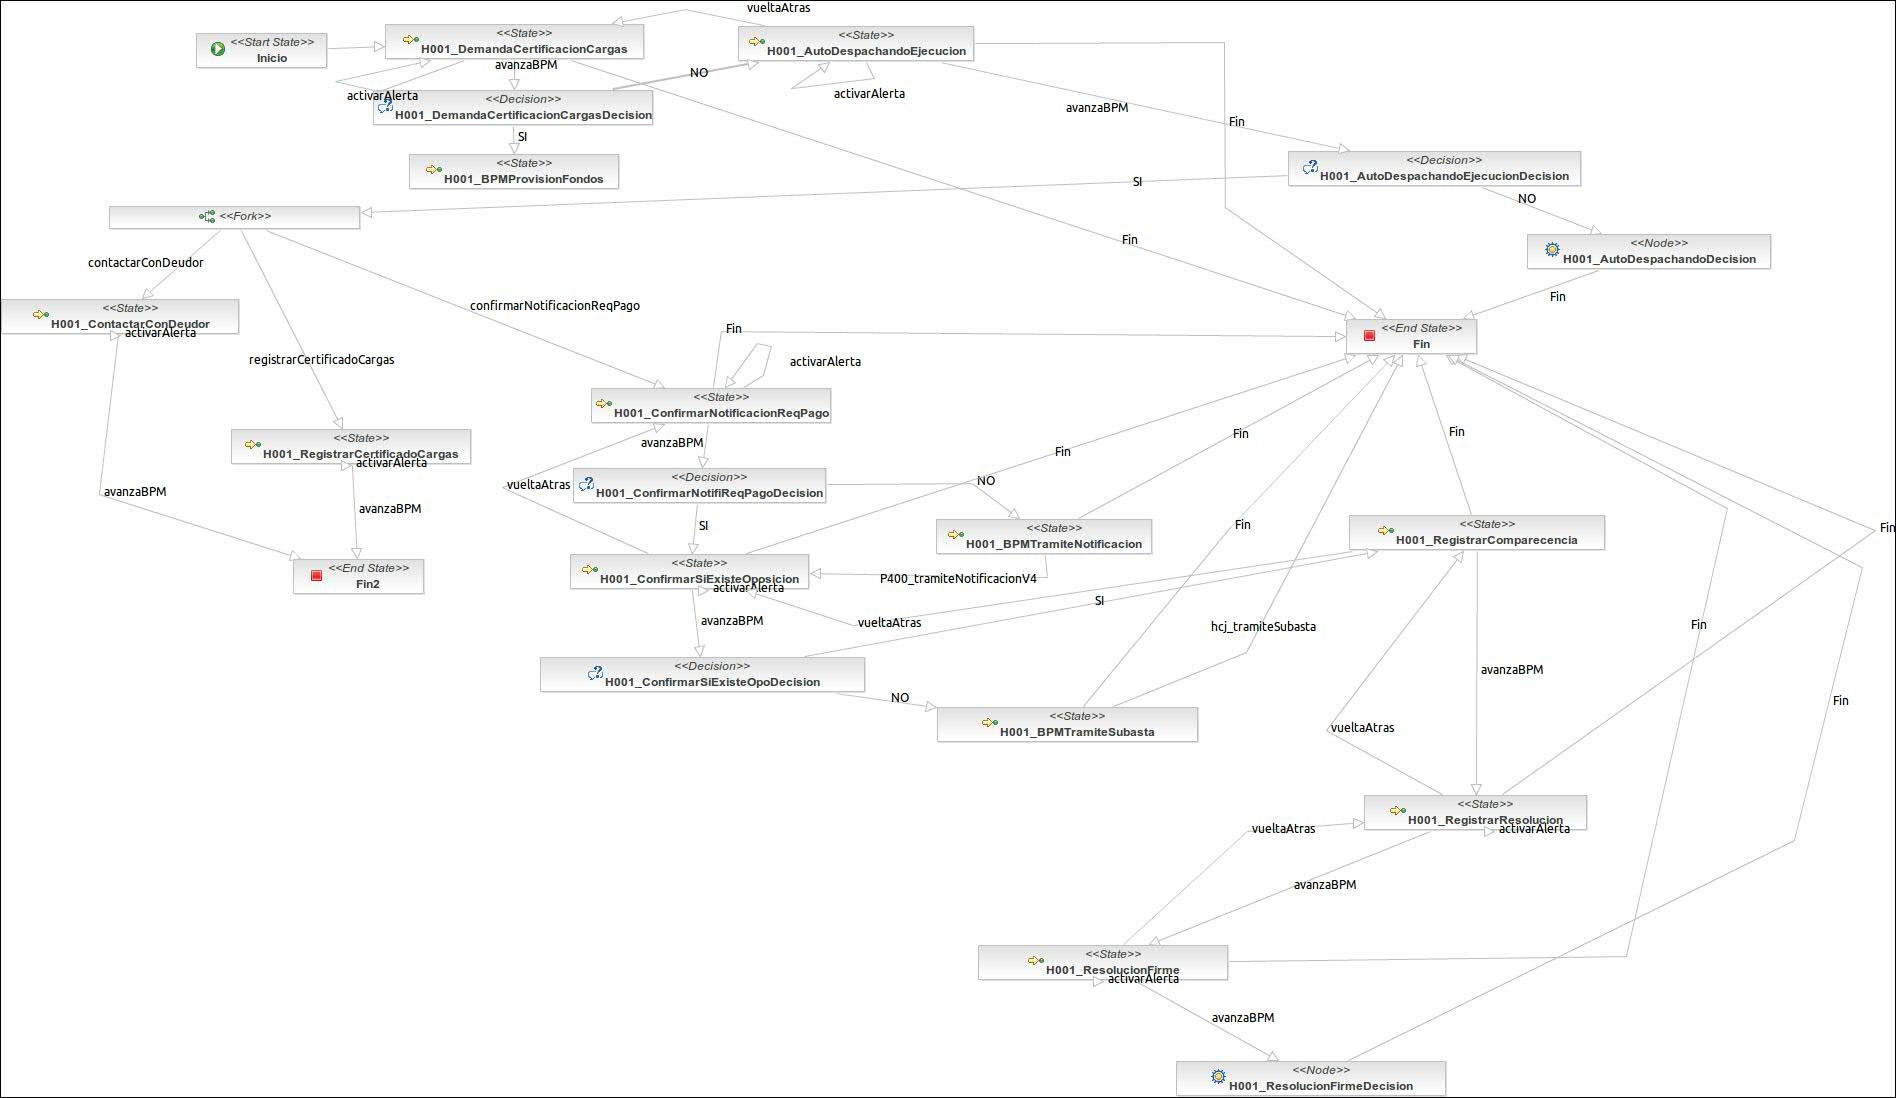 vueltaAtras
<<Start State>>
Inicio
<<State>>
H001_DemandaCertificacionCargas
<<State>>
H001_AutoDespachandoEjecucion
avanzaBPM
NO
activarAlerta
activarAlerta
<<Decision>>
H001_DemandaCertificacionCargasDecision
avanzaBPM
Fin
SI
<<State>>
H001_BPMProvisionFondos
<<Decision>>
H001_AutoDespachandoEjecucionDecision
SI
NO
<<Fork>>
Fin
<<Node>>
H001_AutoDespachandoDecision
contactarConDeudor
Fin
<<State>>
H001_ContactarConDeudor
activarAlerta
confirmarNotificacionReqPago
Fin
<<End State>>
Fin
registrarCertificadoCargas
activarAlerta
<<State>>
H001_ConfirmarNotificacionReqPago
<<State>>
H001_RegistrarCertificadoCargas
activarAlerta
avanzaBPM
Fin
Fin
Fin
avanzaBPM
avanzaBPM
vueltaAtras
<<Decision>>
H001_ConfirmarNotifiReqPagoDecision
NO
SI
<<State>>
H001_BPMTramiteNotificacion
Fin
<<State>>
H001_RegistrarComparecencia
Fin
<<End State>>
Fin2
<<State>>
H001_ConfirmarSiExisteOposicion
activarAlerta
P400_tramiteNotificacionV4
SI
avanzaBPM
vueltaAtras
hcj_tramiteSubasta
Fin
<<Decision>>
H001_ConfirmarSiExisteOpoDecision
avanzaBPM
NO
Fin
<<State>>
H001_BPMTramiteSubasta
vueltaAtras
<<State>>
H001_RegistrarResolucion
activarAlerta
vueltaAtras
avanzaBPM
<<State>>
H001_ResolucionFirme
activarAlerta
avanzaBPM
<<Node>>
H001_ResolucionFirmeDecision